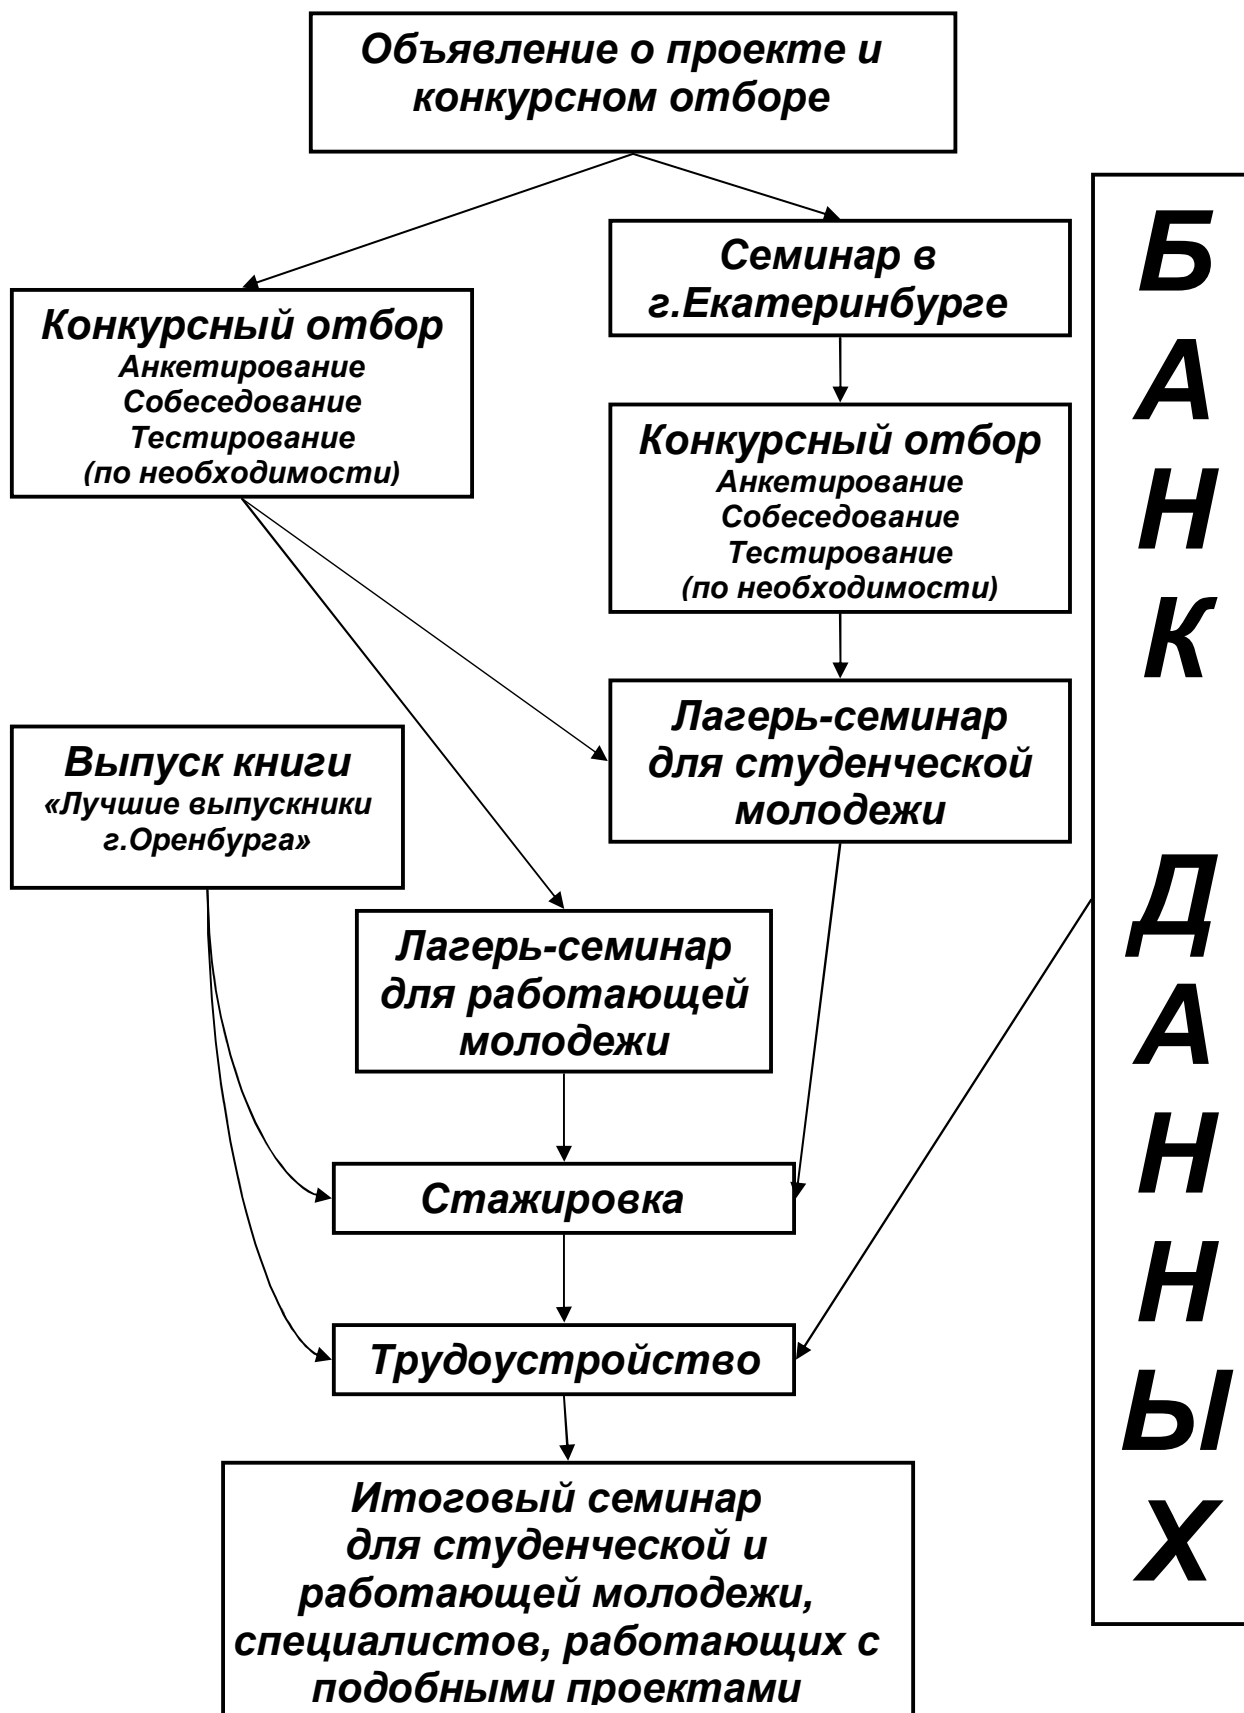 Объявление о проекте и
конкурсном отборе
Семинар в
г.Екатеринбурге
Конкурсный отбор
Анкетирование
Собеседование
Тестирование
(по необходимости)
Конкурсный отбор
Анкетирование
Собеседование
Тестирование
(по необходимости)
Лагерь-семинар
для студенческой
молодежи
Выпуск книги
«Лучшие выпускники
г.Оренбурга»
Лагерь-семинар
для работающей
молодежи
Стажировка
Трудоустройство
Итоговый семинар
для студенческой и
работающей молодежи,
специалистов, работающих с
подобными проектами
Б
А
Н
К
Д
А
Н
Н
Ы
Х